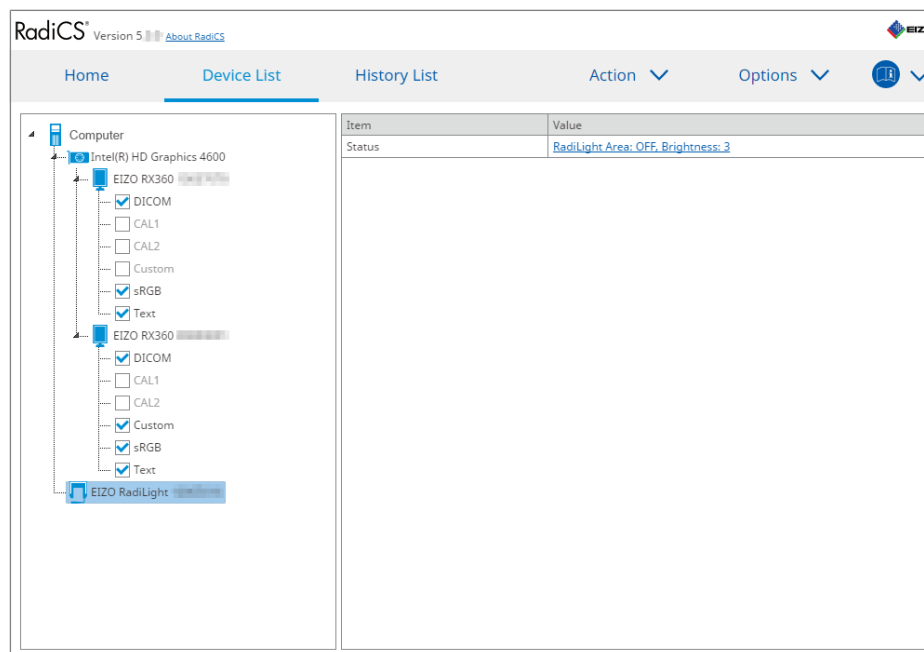 RadiCS® Version 5 About RadiCS
EIZ
Home Device List History List Action Options
Computer
Intel(R) HD Graphics 4600
EIZO RX360
DICOM
CAL1
CAL2
Custom
sRGB
Text
EIZO RX360
DICOM
CAL1
CAL2
Custom
sRGB
Text
EIZO RadiLight
Item Value
Status RadiLight Area: OFF, Brightness: 3